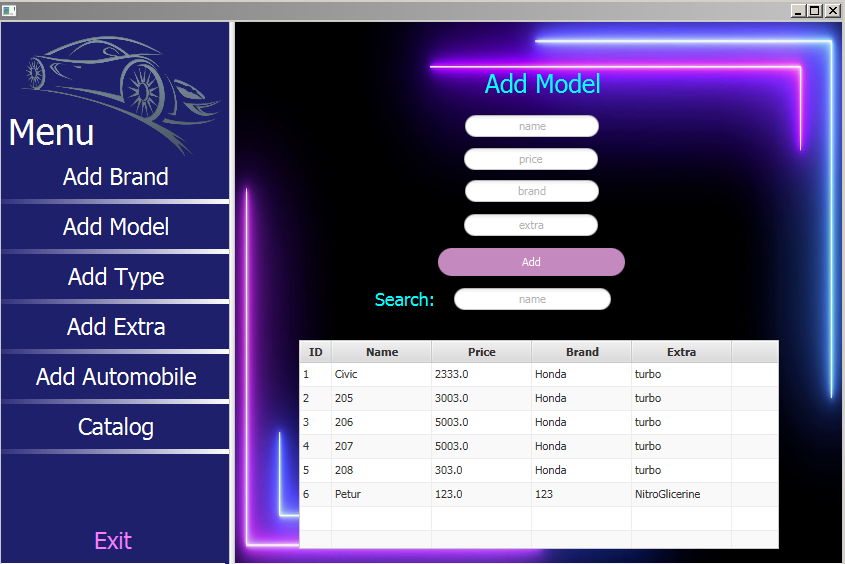 Menu
Add Brand
Add Model
Add Type
Add Extra
Add Automobile
Catalog
Exit
Add Model
name
price
brand
extra
Add
Search: name
ID Name Price Brand Extra
1 Civic 2333.0 Honda turbo
2 205 3003.0 Honda turbo
3 206 5003.0 Honda turbo
4 207 5003.0 Honda turbo
5 208 303.0 Honda turbo
6 Petur 123.0 123 NitroGlicerine